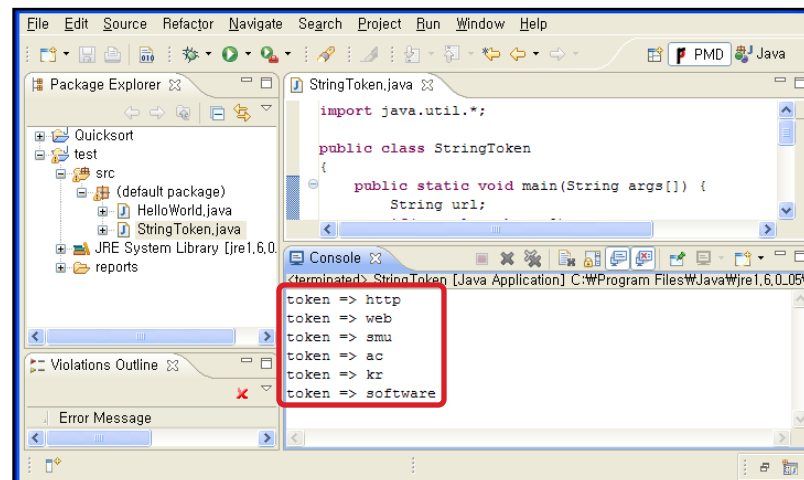 File Edit Source Refactor Navigate Search Project Run Window Help
PMD Java
Package Explorer
Quicksort
test
src
(default package)
HelloWorld.java
StringToken.java
JRE System Library [jre1.6.0
reports
Violations Outline
Error Message
StringToken.java
import java.util.*;
public class StringToken
{
public static void main(String args[]) {
String url;
Console
<terminated> StringToken [Java Application] C:₩Program Files₩Java₩jre1.6.0_05₩
token => http
token => web
token => smu
token => ac
token => kr
token => software